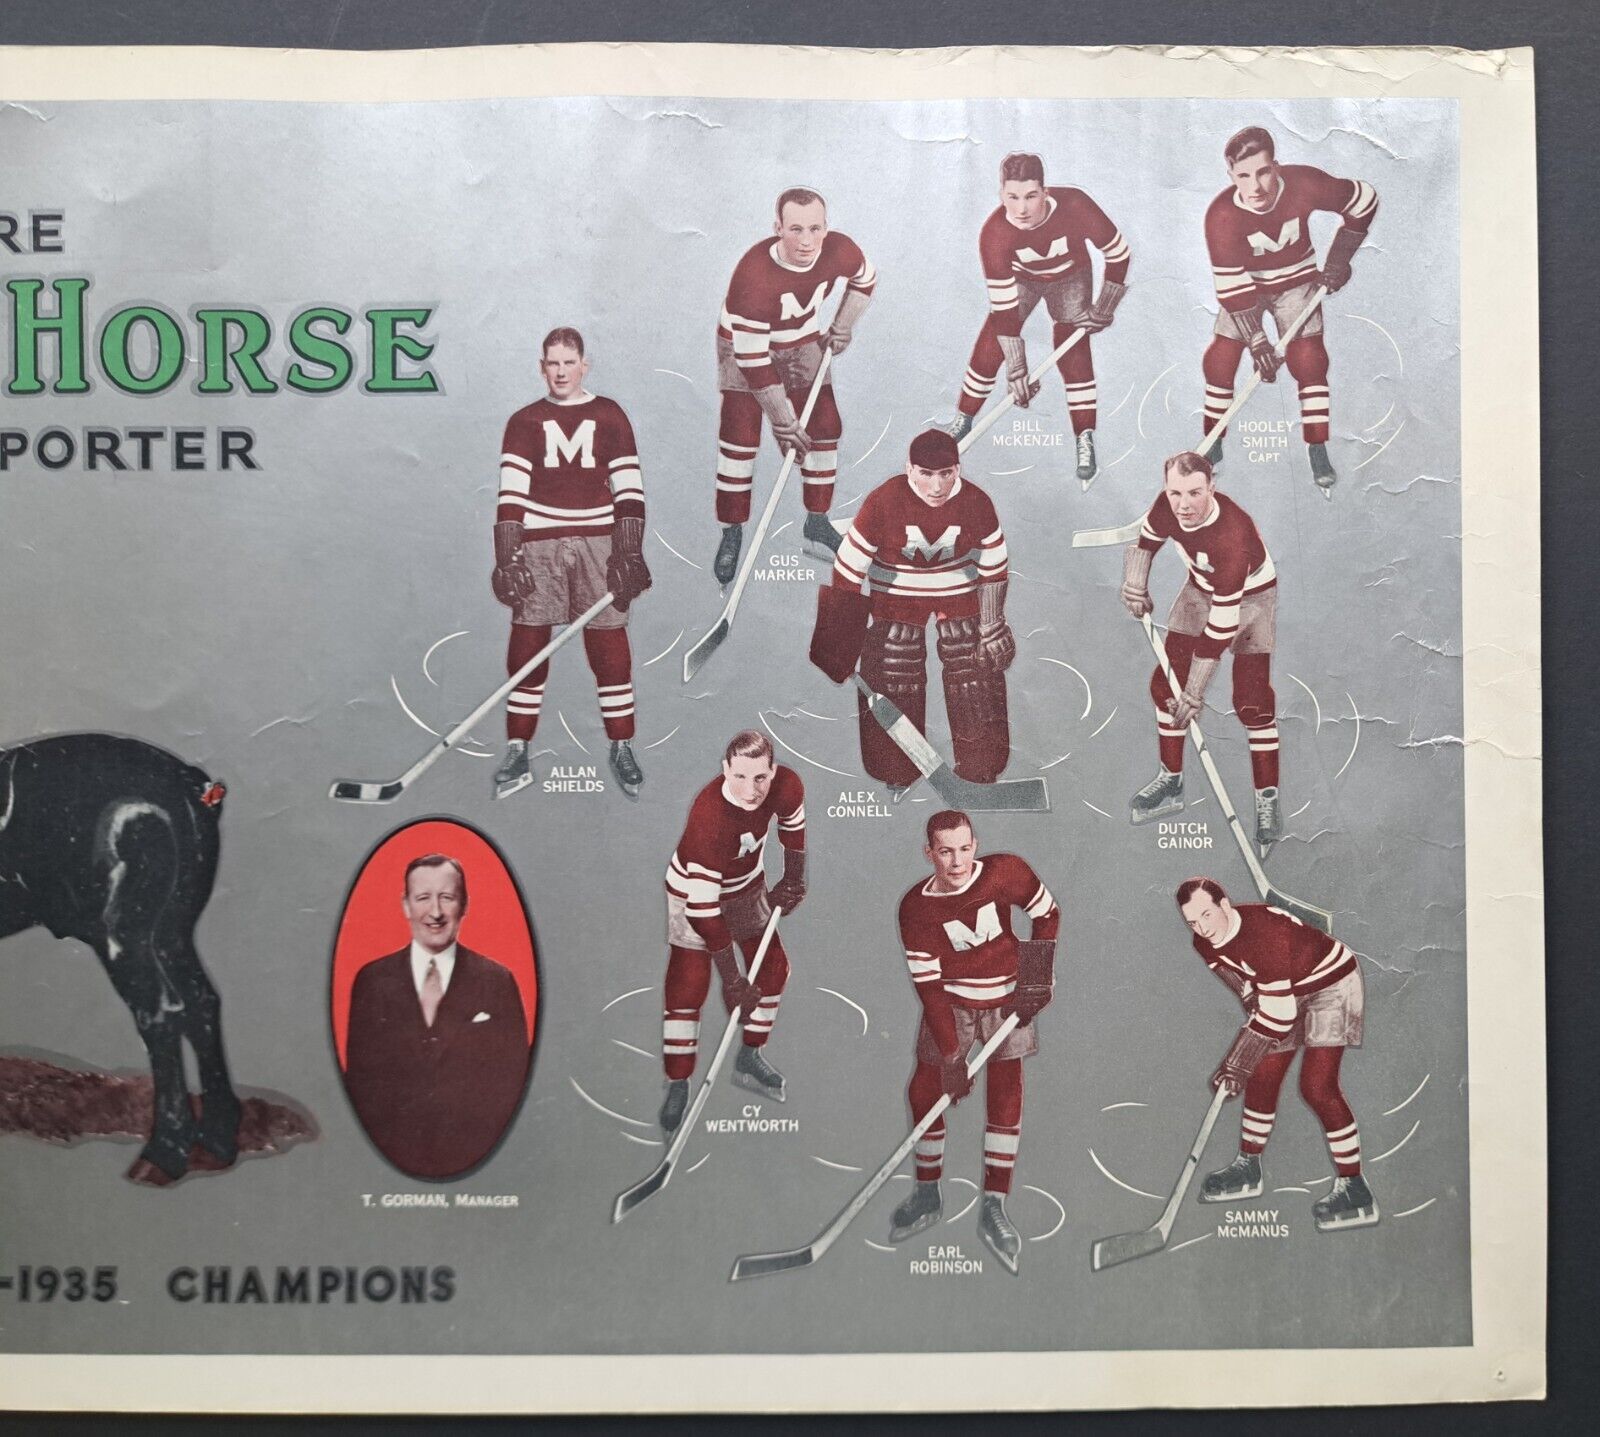 RE
HORSE
PORTER
GUS
MARKER
BILL
McKENZIE
HOOLEY
SMITH
CAPT
ALLAN
SHIELDS
ALEX.
CONNELL
DUTCH
GAINOR
CY
WENTWORTH
EARL
ROBINSON
SAMMY
McMANUS
T. GORMAN, MANAGER
-1935 CHAMPIONS
M
M
M
M
M
M
M